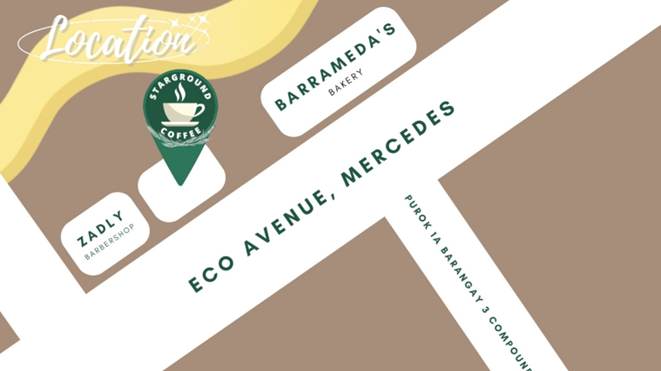 Location
STARGROUND
COFFEE
BARRAMEDA'S
BAKERY
ZADLY
BARBERSHOP
ECO AVENUE, MERCEDES
PUROK 1A BARANGAY 3 COMPOUND